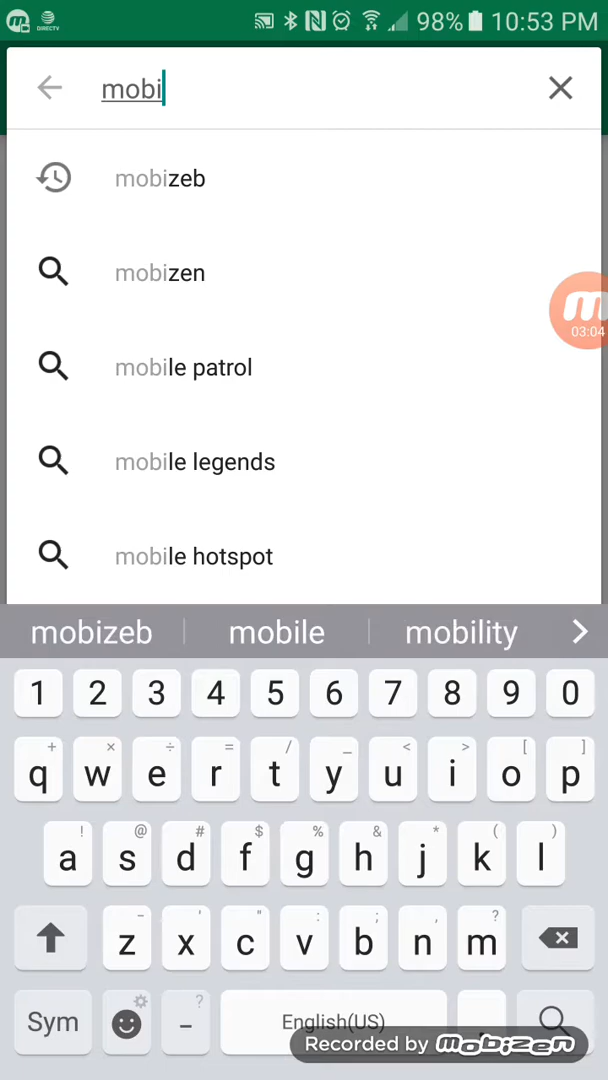 DIRECTV 98% 10:53 PM
mobi
mobizeb
mobizen
03:04
mobile patrol
mobile legends
mobile hotspot
mobizeb mobile mobility
1 2 3 4 5 6 7 8 9 0
+ × ÷ = / _ < > [ ]
q w e r t y u i o p
! @ # $ % & * ( )
a s d f g h j k l
- ' " : ; , ?
z x c v b n m
Sym ? - English(US) .
Recorded by mobizen